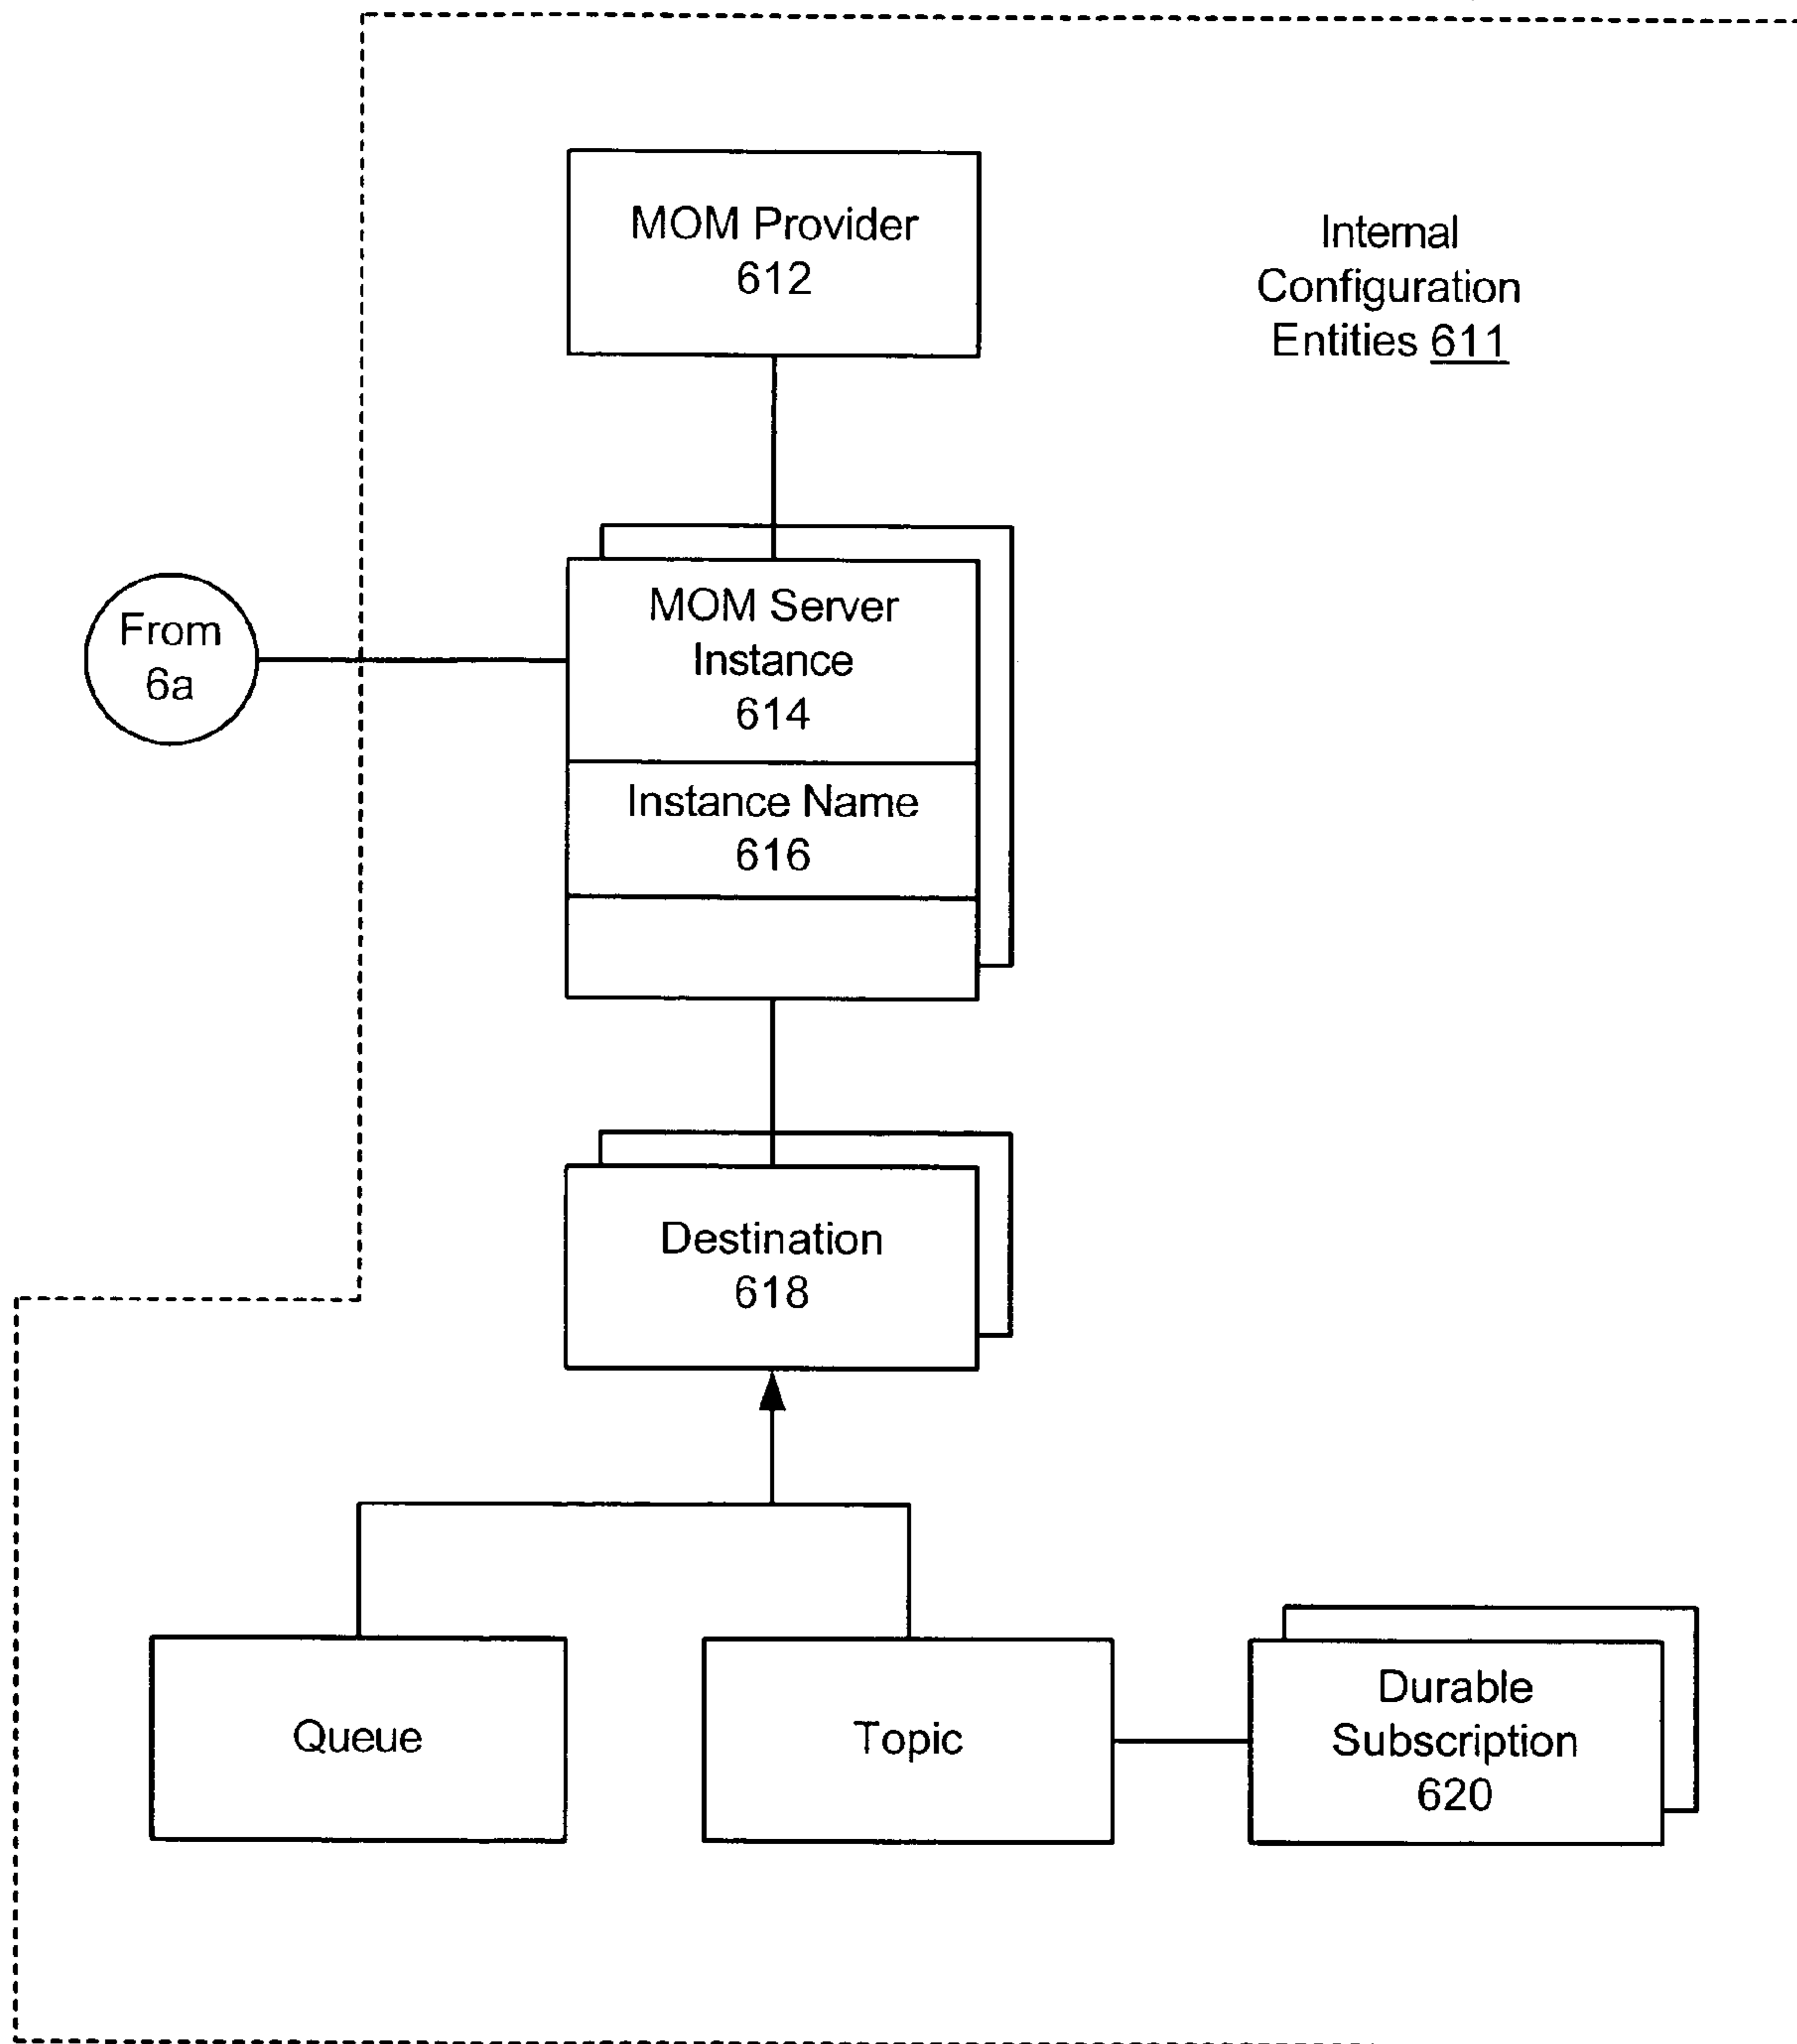 MOM Provider
612
Internal
Configuration
Entities 611
From
6a
MOM Server
Instance
614
Instance Name
616
Destination
618
Queue
Topic
Durable
Subscription
620